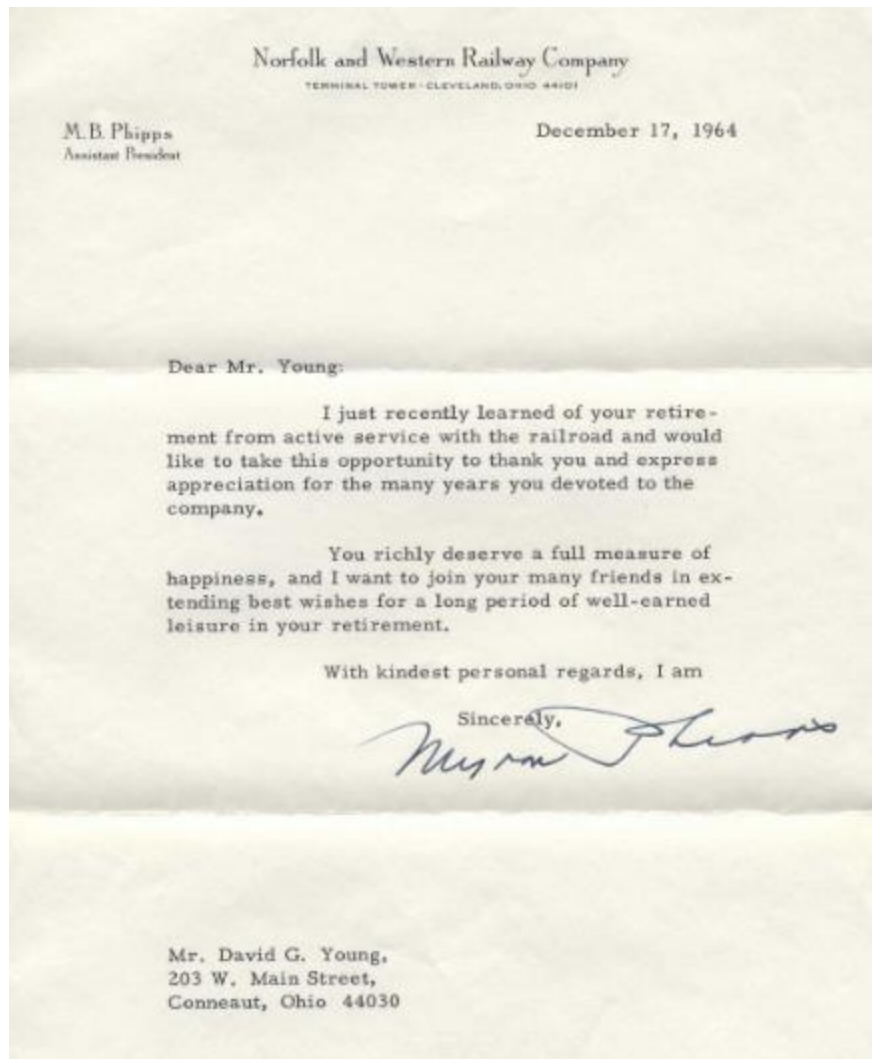 Norfolk and Western Railway Company
TERMINAL TOWER - CLEVELAND, OHIO 44101
M. B. Phipps
Assistant President
December 17, 1964
Dear Mr. Young:
I just recently learned of your retire-
ment from active service with the railroad and would
like to take this opportunity to thank you and express
appreciation for the many years you devoted to the
company.
You richly deserve a full measure of
happiness, and I want to join your many friends in ex-
tending best wishes for a long period of well-earned
leisure in your retirement.
With kindest personal regards, I am
Sincerely,
Myron Phipps
Mr. David G. Young,
203 W. Main Street,
Conneaut, Ohio 44030